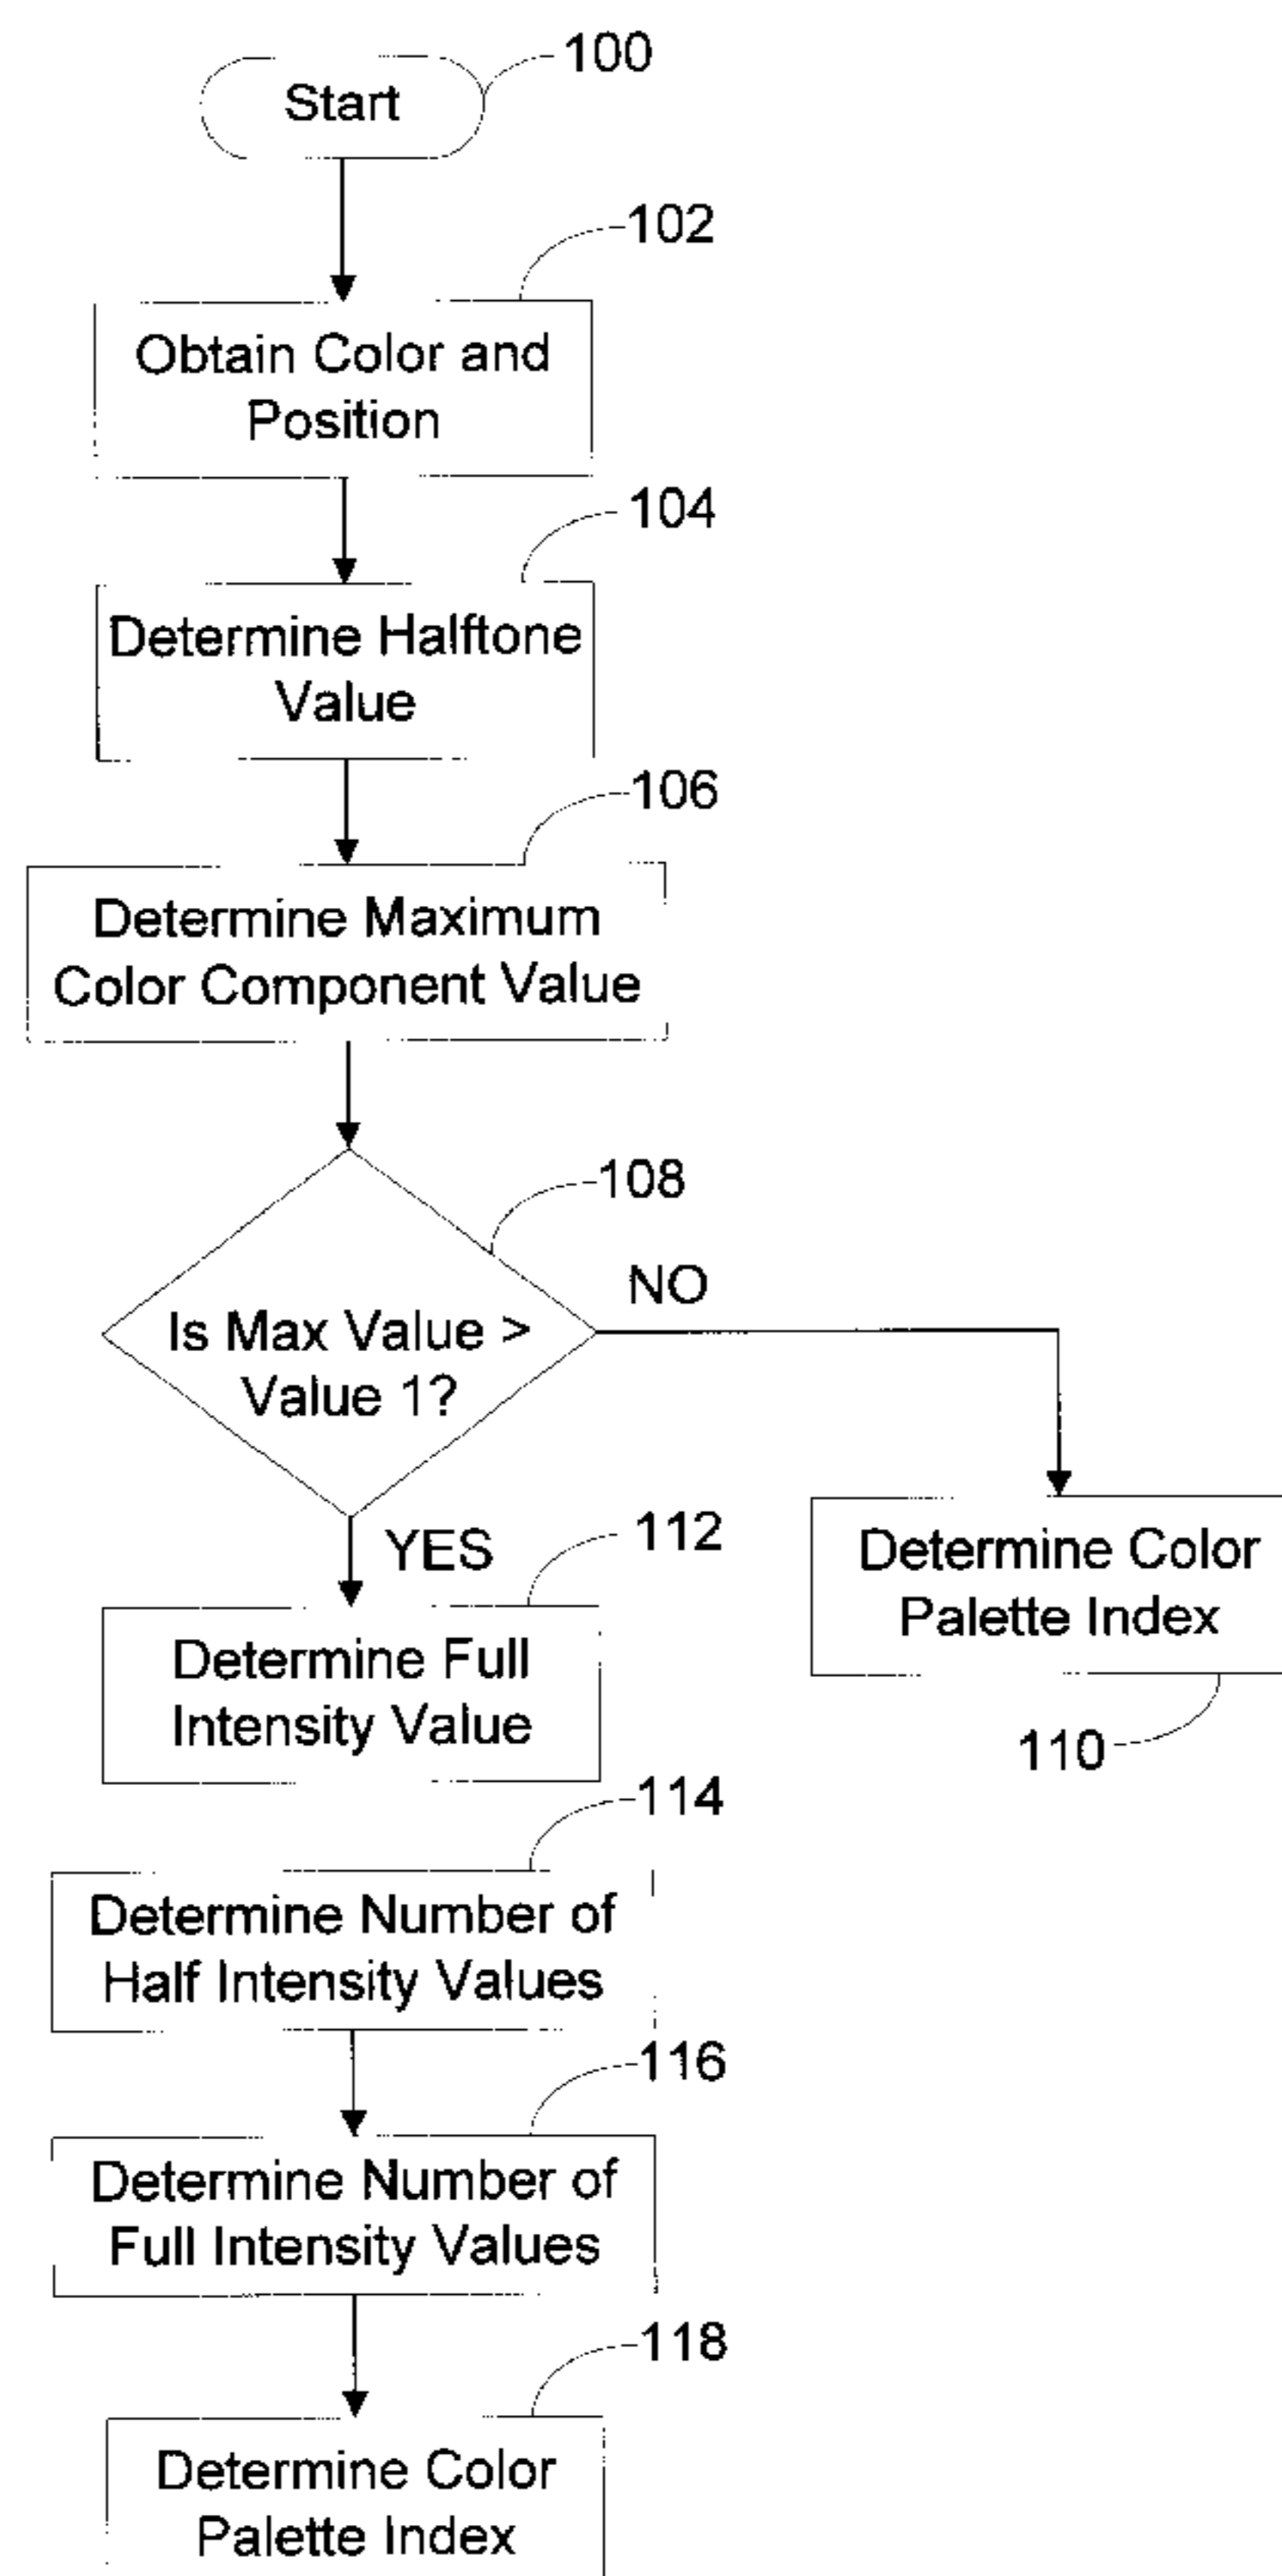 100
Start
102
Obtain Color and
Position
104
Determine Halftone
Value
106
Determine Maximum
Color Component Value
108
NO
Is Max Value >
Value 1?
YES
112
Determine Color
Palette Index
110
Determine Full
Intensity Value
114
Determine Number of
Half Intensity Values
116
Determine Number of
Full Intensity Values
118
Determine Color
Palette Index